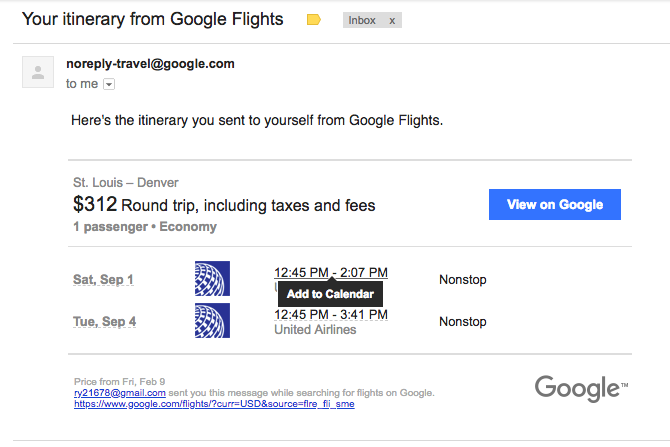 Your itinerary from Google Flights
Inbox x
noreply-travel@google.com
to me
Here's the itinerary you sent to yourself from Google Flights.
St. Louis – Denver
$312 Round trip, including taxes and fees
1 passenger • Economy
View on Google
Sat, Sep 1
12:45 PM - 2:07 PM
Nonstop
Add to Calendar
Tue, Sep 4
12:45 PM - 3:41 PM
United Airlines
Nonstop
Price from Fri, Feb 9
ry21678@gmail.com sent you this message while searching for flights on Google.
https://www.google.com/flights/?curr=USD&source=flre_fli_sme
Google™